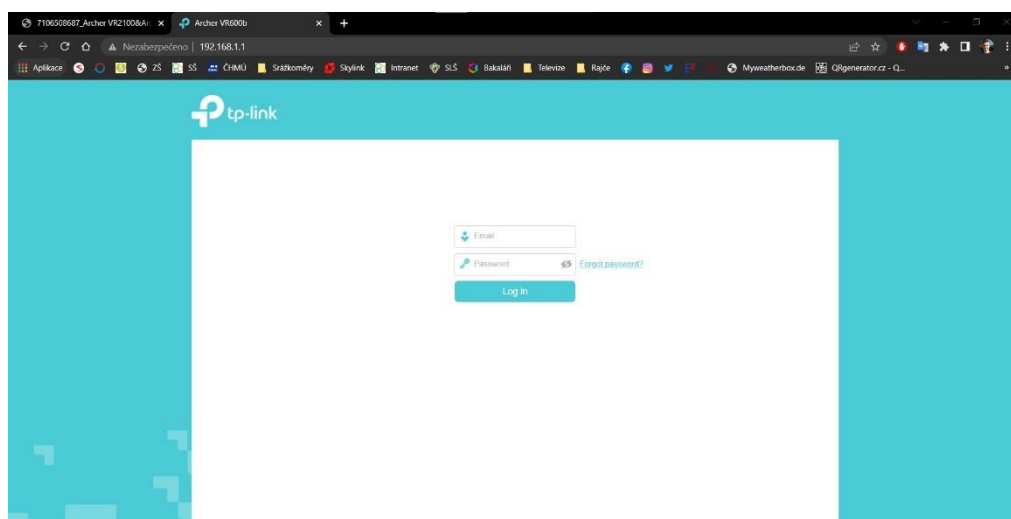 7106508687_Archer VR2100&Ar
Archer VR600b
Nezabezpečeno | 192.168.1.1
Aplikace ZŠ SŠ ČHMÚ Srážkoměry Skylink Intranet SLŠ Bakaláři Televize Rajče Myweatherbox.de QRgenerator.cz - Q...
tp-link
Email
Password Forgot password?
Log In